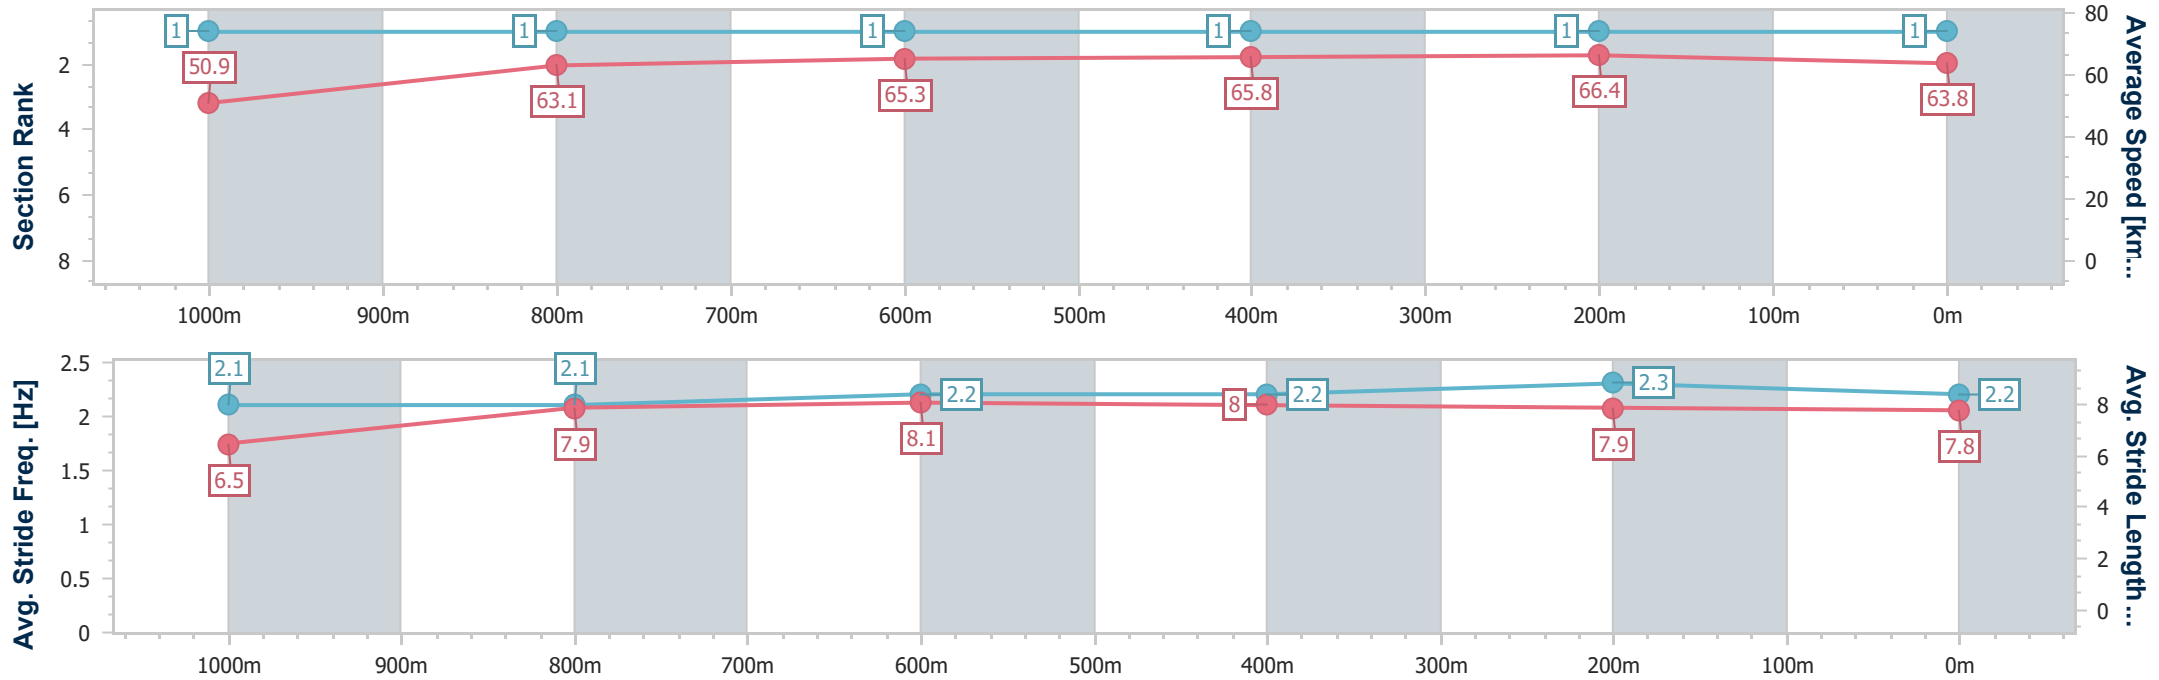 Section Rank
2
4
6
8
1
1
1
1
1
1
50.9
63.1
65.3
65.8
66.4
63.8
80
60
40
20
0
Average Speed [km...
1000m
900m
800m
700m
600m
500m
400m
300m
200m
100m
0m
Avg. Stride Freq. [Hz]
2.5
2
1.5
1
0.5
0
2.1
2.1
2.2
2.2
2.3
2.2
6.5
7.9
8.1
8
7.9
7.8
8
6
4
2
0
Avg. Stride Length ...
1000m
900m
800m
700m
600m
500m
400m
300m
200m
100m
0m